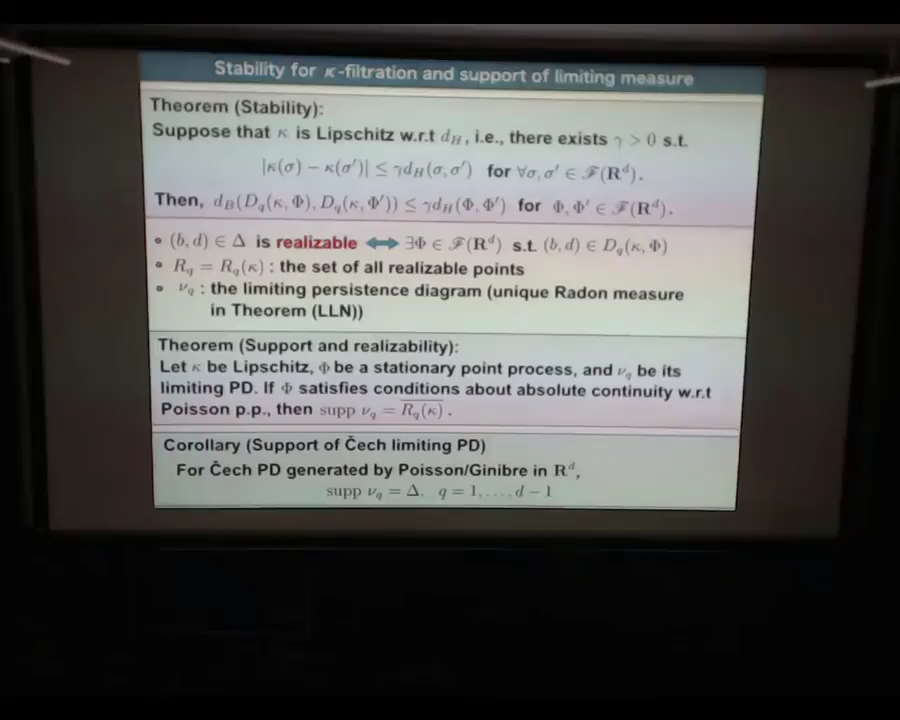 Stability for κ-filtration and support of limiting measure
Theorem (Stability):
Suppose that κ is Lipschitz w.r.t d_H, i.e., there exists γ > 0 s.t.
|κ(σ) − κ(σ′)| ≤ γd_H(σ, σ′) for ∀σ, σ′ ∈ ℱ(R^d).
Then, d_B(D_q(κ, Φ), D_q(κ, Φ′)) ≤ γd_H(Φ, Φ′) for Φ, Φ′ ∈ ℱ(R^d).
• (b, d) ∈ Δ is realizable ⟷ ∃Φ ∈ ℱ(R^d) s.t. (b, d) ∈ D_q(κ, Φ)
• R_q = R_q(κ) : the set of all realizable points
• ν_q : the limiting persistence diagram (unique Radon measure
in Theorem (LLN))
Theorem (Support and realizability):
Let κ be Lipschitz, Φ be a stationary point process, and ν_q be its
limiting PD. If Φ satisfies conditions about absolute continuity w.r.t
Poisson p.p., then supp ν_q = \overline{R_q(κ)} .
Corollary (Support of Čech limiting PD)
For Čech PD generated by Poisson/Ginibre in R^d,
supp ν_q = Δ, q = 1, ..., d − 1